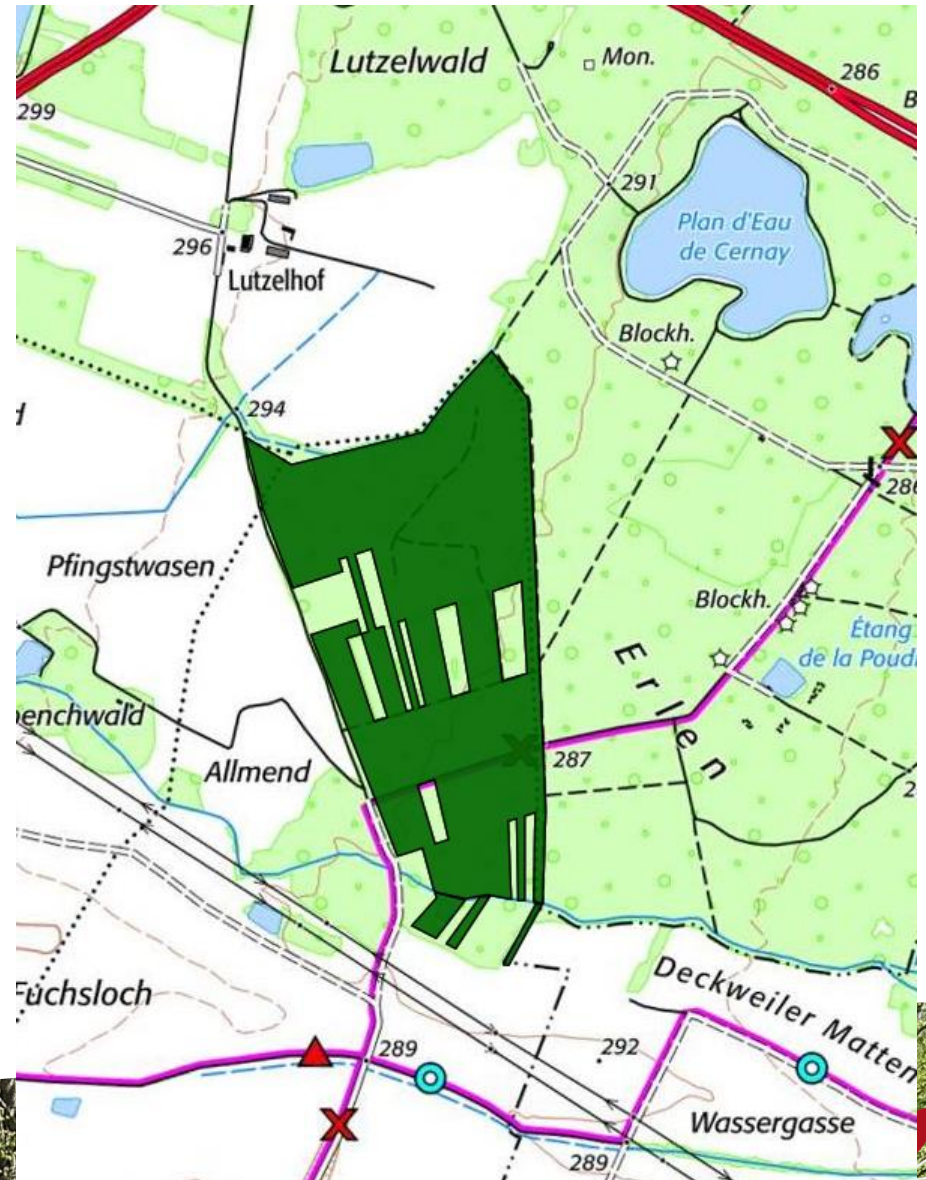 Lutzelwald
Mon.
286
299
291
Plan d'Eau
de Cernay
296
Lutzelhof
Blockh.
294
286
Pfingstwasen
Blockh.
Étang
de la Poud
Erlen
Allmend
287
Fuchsloch
Deckweiler Matten
289
292
Wassergasse
289